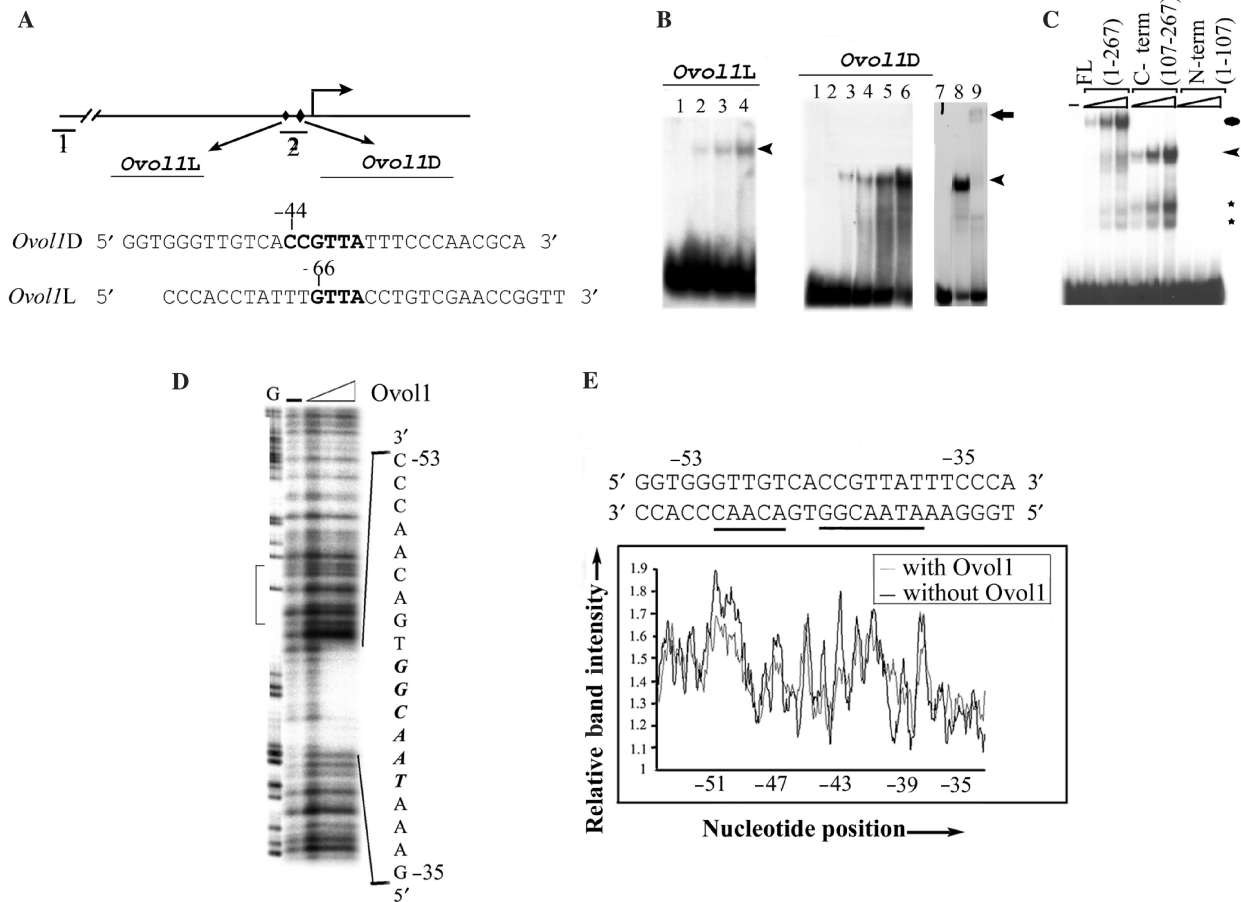 A
1
2
Ovol1L
Ovol1D
−44
Ovol1D 5′ GGTGGGTTGTCACCGTTATTTCCCAACGCA 3′
-66
Ovol1L 5′ CCCACCTATTTGTTACCTGTCGAACCGGTT 3′
B
Ovol1L
1 2 3 4
Ovol1D
1 2 3 4 5 6 7 8 9
C
FL (1-267)
C- term (107-267)
N-term (1-107)
−
D
G − Ovol1
3′
C −53
C
C
A
A
C
A
G
T
G
G
C
A
A
T
A
A
A
G −35
5′
E
−53 −35
5′ GGTGGGTTGTCACCGTTATTTCCCA 3′
3′ CCACCCAACAGTGGCAATAAAGGGT 5′
Relative band intensity
1.9
1.8
1.7
1.6
1.5
1.4
1.3
1.2
1.1
1
— with Ovol1
— without Ovol1
−51 −47 −43 −39 −35
Nucleotide position